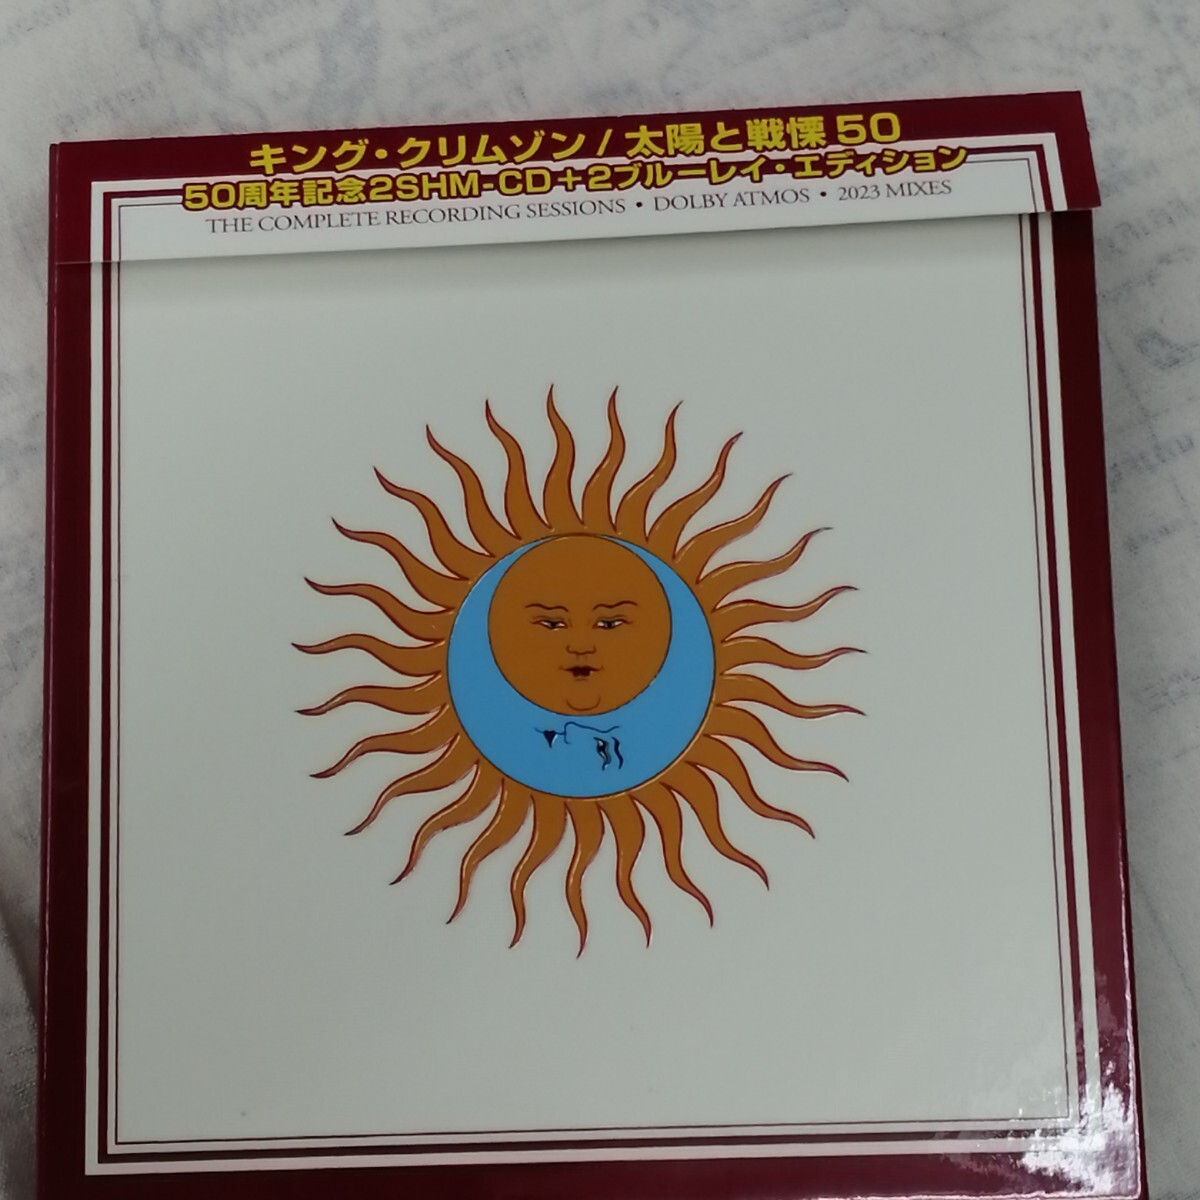 キング・クリムゾン / 太陽と戦慄 50
50周年記念2SHM-CD+2ブルーレイ・エディション
THE COMPLETE RECORDING SESSIONS • DOLBY ATMOS • 2023 MIXES